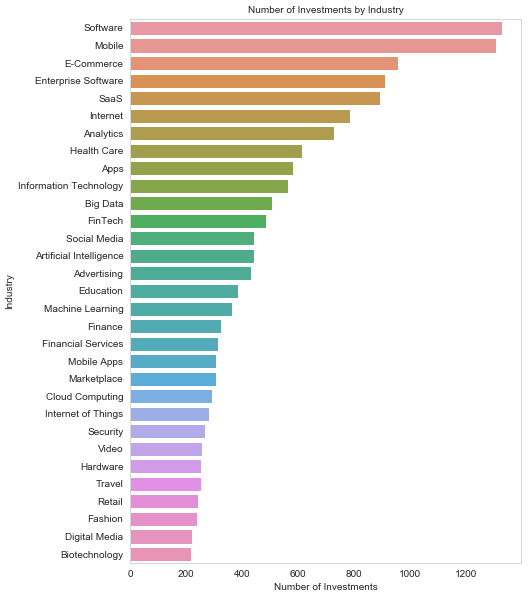 Number of Investments by Industry
Industry
Software
Mobile
E-Commerce
Enterprise Software
SaaS
Internet
Analytics
Health Care
Apps
Information Technology
Big Data
FinTech
Social Media
Artificial Intelligence
Advertising
Education
Machine Learning
Finance
Financial Services
Mobile Apps
Marketplace
Cloud Computing
Internet of Things
Security
Video
Hardware
Travel
Retail
Fashion
Digital Media
Biotechnology
0 200 400 600 800 1000 1200
Number of Investments